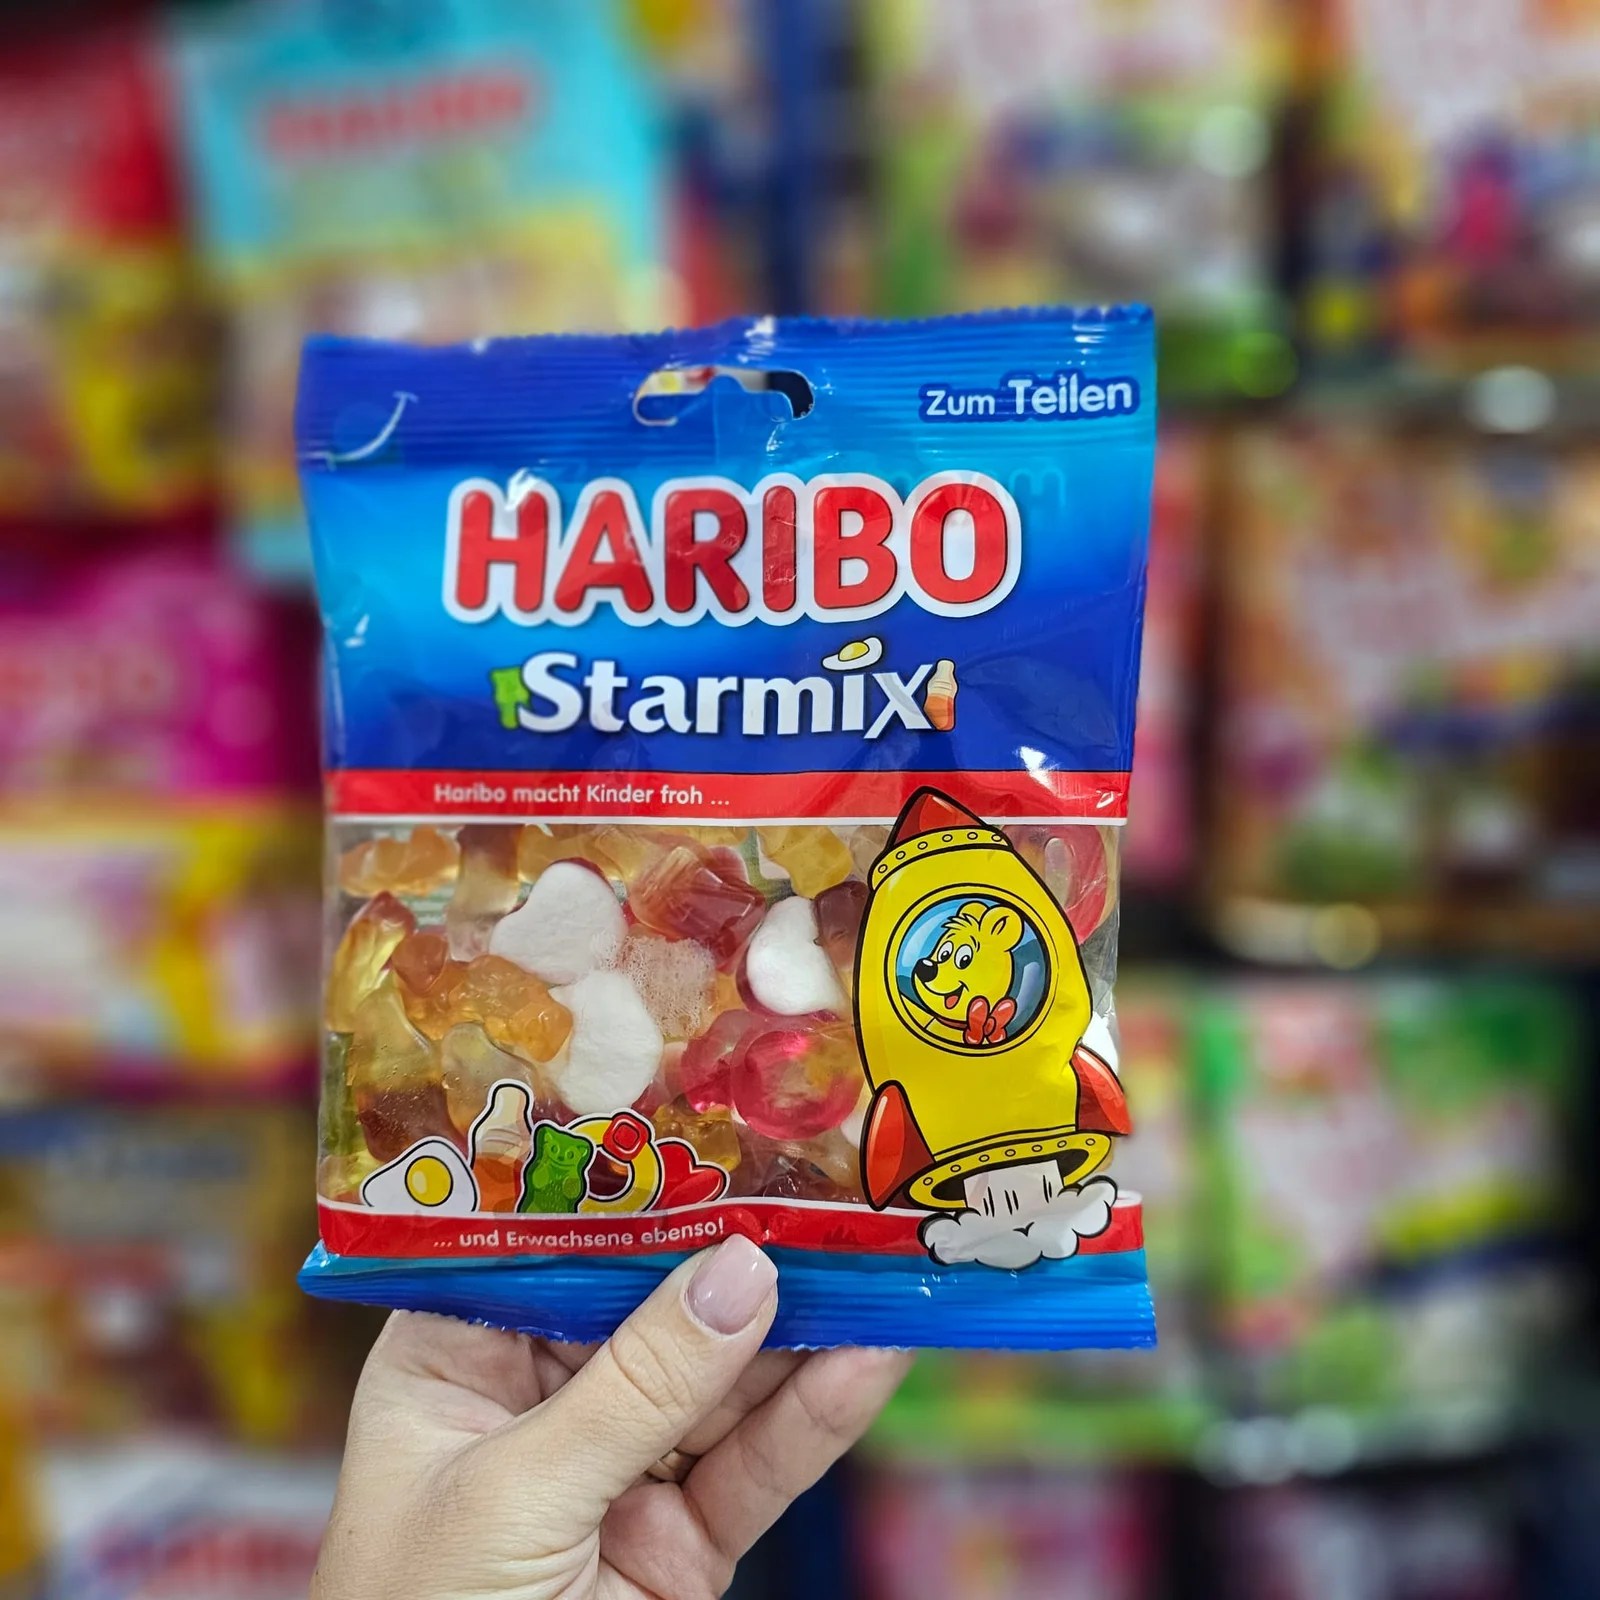 Zum Teilen
HARIBO
Starmix
Haribo macht Kinder froh ...
... und Erwachsene ebenso!